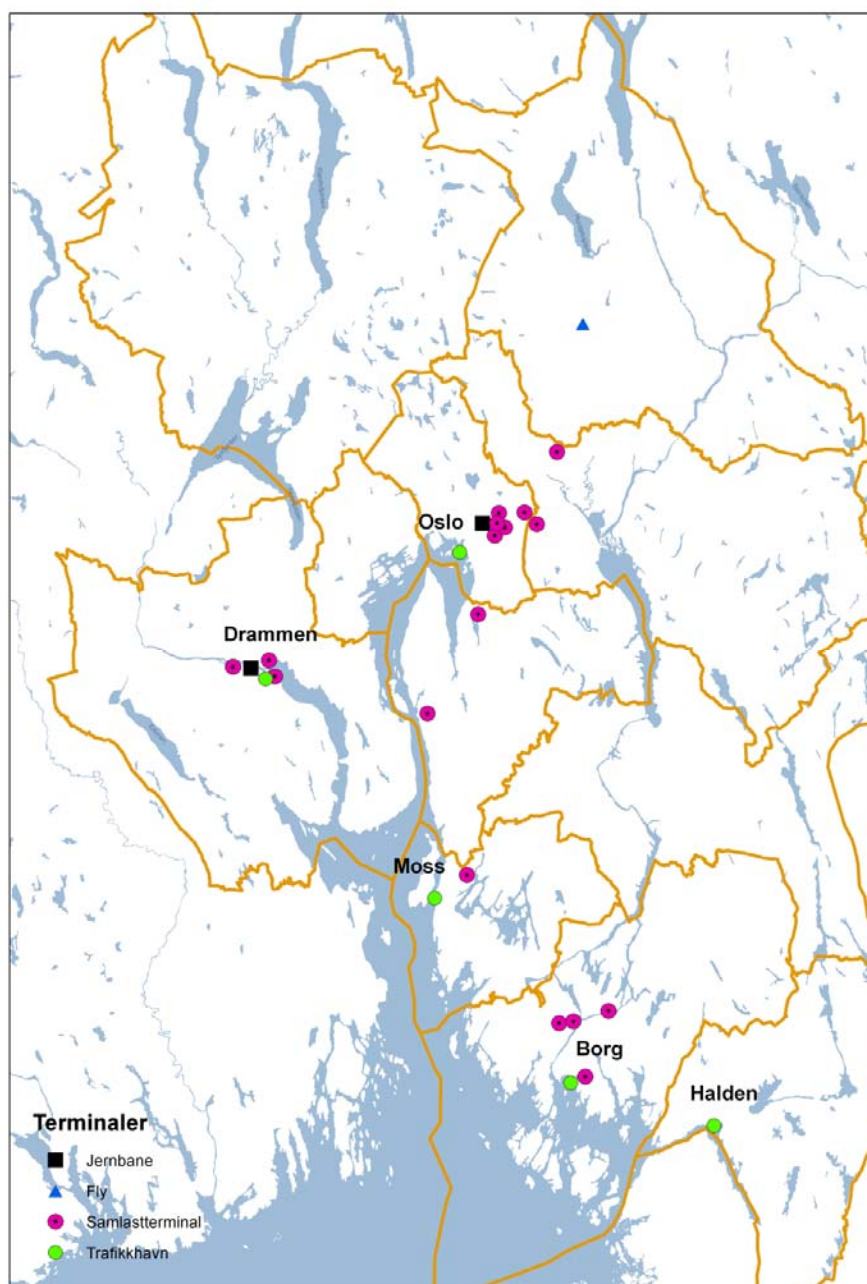 Oslo
Drammen
Moss
Borg
Halden
Terminaler
Jernbane
Fly
Samlastterminal
Trafikkhavn